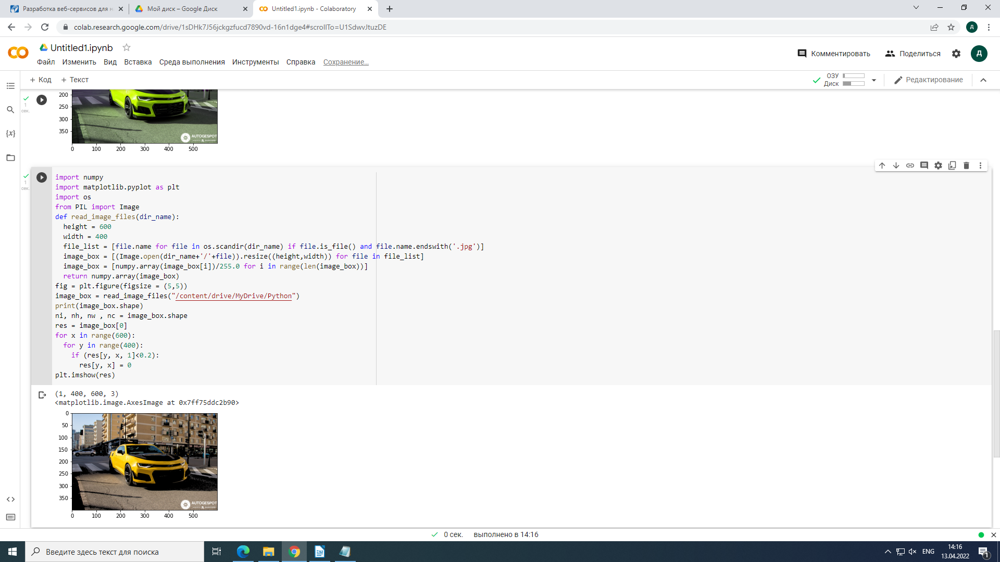 Разработка веб-сервисов для н
Мой диск – Google Диск
Untitled1.ipynb - Colaboratory
colab.research.google.com/drive/1sDHk7J56jckgzfucd7890vd-16n1dge4#scrollTo=U1SdwvJtuzDE
Д
Untitled1.ipynb
Комментировать
Поделиться
Д
Файл Изменить Вид Вставка Среда выполнения Инструменты Справка Сохранение...
+ Код + Текст
ОЗУ
Диск
Редактирование
1
сек.
200
250
300
350
AUTOGESPOT
0 100 200 300 400 500
{x}
1
сек.
import numpy
import matplotlib.pyplot as plt
import os
from PIL import Image
def read_image_files(dir_name):
  height = 600
  width = 400
  file_list = [file.name for file in os.scandir(dir_name) if file.is_file() and file.name.endswith('.jpg')]
  image_box = [(Image.open(dir_name+'/'+file)).resize((height,width)) for file in file_list]
  image_box = [numpy.array(image_box[i])/255.0 for i in range(len(image_box))]
  return numpy.array(image_box)
fig = plt.figure(figsize = (5,5))
image_box = read_image_files("/content/drive/MyDrive/Python")
print(image_box.shape)
ni, nh, nw , nc = image_box.shape
res = image_box[0]
for x in range(600):
  for y in range(400):
    if (res[y, x, 1]<0.2):
      res[y, x] = 0
plt.imshow(res)
(1, 400, 600, 3)
<matplotlib.image.AxesImage at 0x7ff75ddc2b90>
0
50
100
150
200
250
300
350
AUTOGESPOT
0 100 200 300 400 500
0 сек. выполнено в 14:16
Введите здесь текст для поиска
ENG
14:16
13.04.2022
1